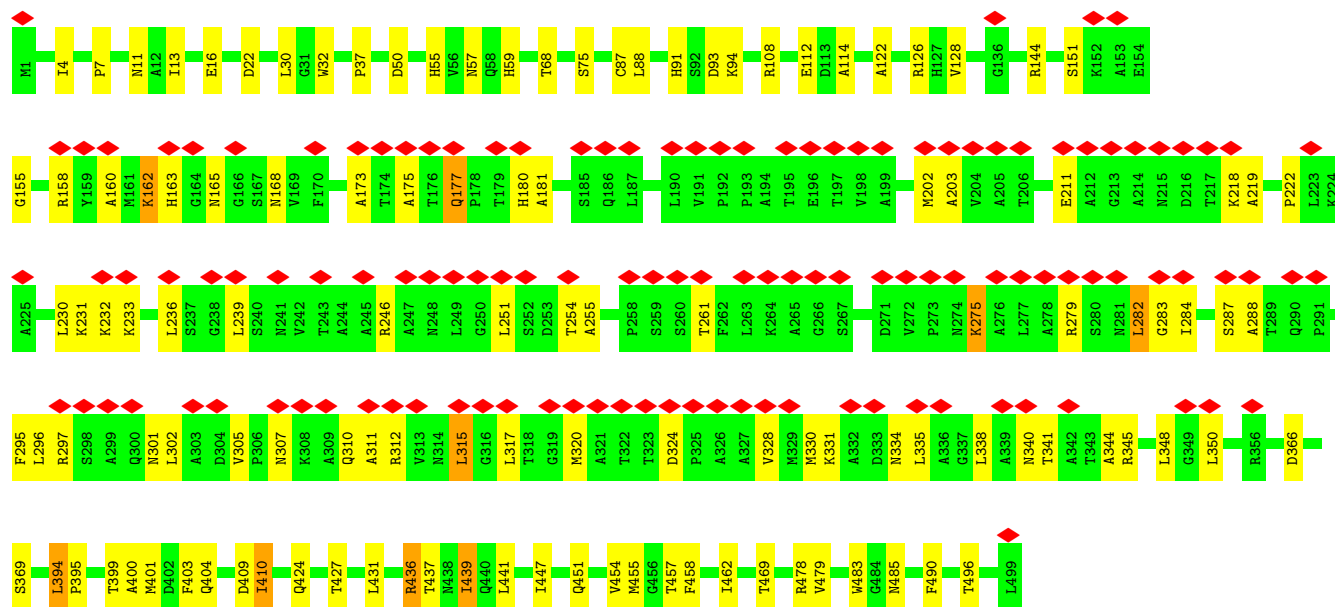 M1 I4 P7 N11 A12 I13 E16 D22 L30 G31 W32 P37 D50 H55 V56 N57 Q58 H59 T68 S75 C87 L88 H91 S92 D93 K94 R108 E112 D113 A114 A122 R126 H127 V128 G136 R144 S151 K152 A153 E154
G155 R158 Y159 A160 M161 K162 H163 G164 N165 G166 S167 N168 V169 F170 A173 T174 A175 T176 Q177 P178 T179 H180 A181 S185 Q186 L187 L190 V191 P192 P193 A194 T195 E196 T197 V198 A199 M202 A203 V204 A205 T206 E211 A212 G213 A214 N215 D216 T217 K218 A219 P222 L223 K224
A225 L230 K231 K232 K233 L236 S237 G238 L239 S240 N241 V242 T243 A244 A245 R246 A247 N248 L249 G250 L251 S252 D253 T254 A255 P258 S259 S260 T261 F262 L263 K264 A265 G266 S267 D271 V272 P273 N274 K275 A276 L277 A278 R279 S280 N281 L282 G283 I284 S287 A288 T289 Q290 P291
F295 L296 R297 S298 A299 Q300 N301 L302 A303 D304 V305 P306 N307 K308 A309 Q310 A311 R312 V313 N314 L315 G316 L317 T318 G319 M320 A321 T322 T323 D324 P325 A326 A327 V328 M329 M330 K331 A332 D333 N334 L335 A336 G337 L338 A339 N340 T341 A342 T343 A344 R345 L348 G349 L350 R356 D366
S369 L394 P395 T399 A400 M401 D402 F403 Q404 D409 I410 Q424 T427 L431 R436 T437 N438 I439 Q440 L441 I447 Q451 V454 M455 G456 T457 F458 I462 T469 R478 V479 W483 G484 N485 F490 T496 L499